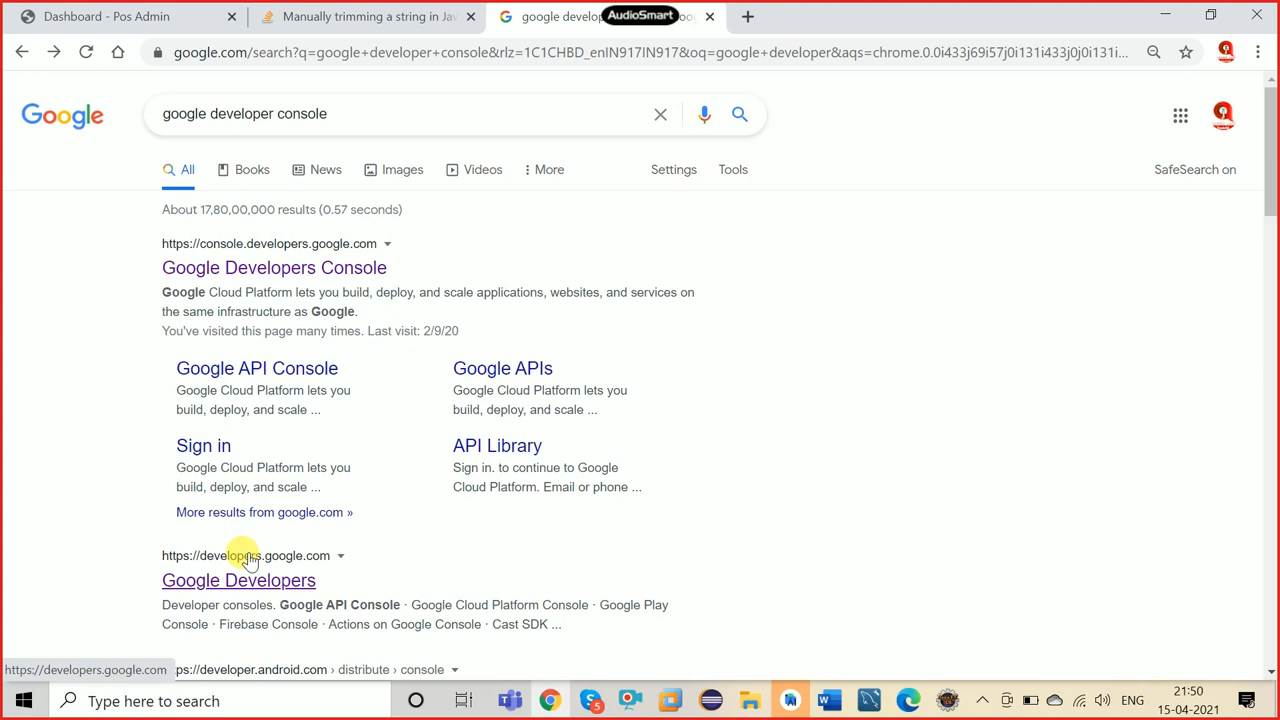 Dashboard - Pos Admin
Manually trimming a string in Jav
google develop
AudioSmart
google.com/search?q=google+developer+console&rlz=1C1CHBD_enIN917IN917&oq=google+developer&aqs=chrome.0.0i433j69i57j0i131i433j0j0i131i...
Google
google developer console
All
Books
News
Images
Videos
More
Settings
Tools
SafeSearch on
About 17,80,00,000 results (0.57 seconds)
https://console.developers.google.com
Google Developers Console
Google Cloud Platform lets you build, deploy, and scale applications, websites, and services on
the same infrastructure as Google.
You've visited this page many times. Last visit: 2/9/20
Google API Console
Google Cloud Platform lets you
build, deploy, and scale ...
Google APIs
Google Cloud Platform lets you
build, deploy, and scale ...
Sign in
Google Cloud Platform lets you
build, deploy, and scale ...
API Library
Sign in. to continue to Google
Cloud Platform. Email or phone ...
More results from google.com »
https://developers.google.com
Google Developers
Developer consoles. Google API Console · Google Cloud Platform Console · Google Play
Console · Firebase Console · Actions on Google Console · Cast SDK ...
https://developers.google.com
ps://developer.android.com › distribute › console
Type here to search
5
ENG
21:50
15-04-2021